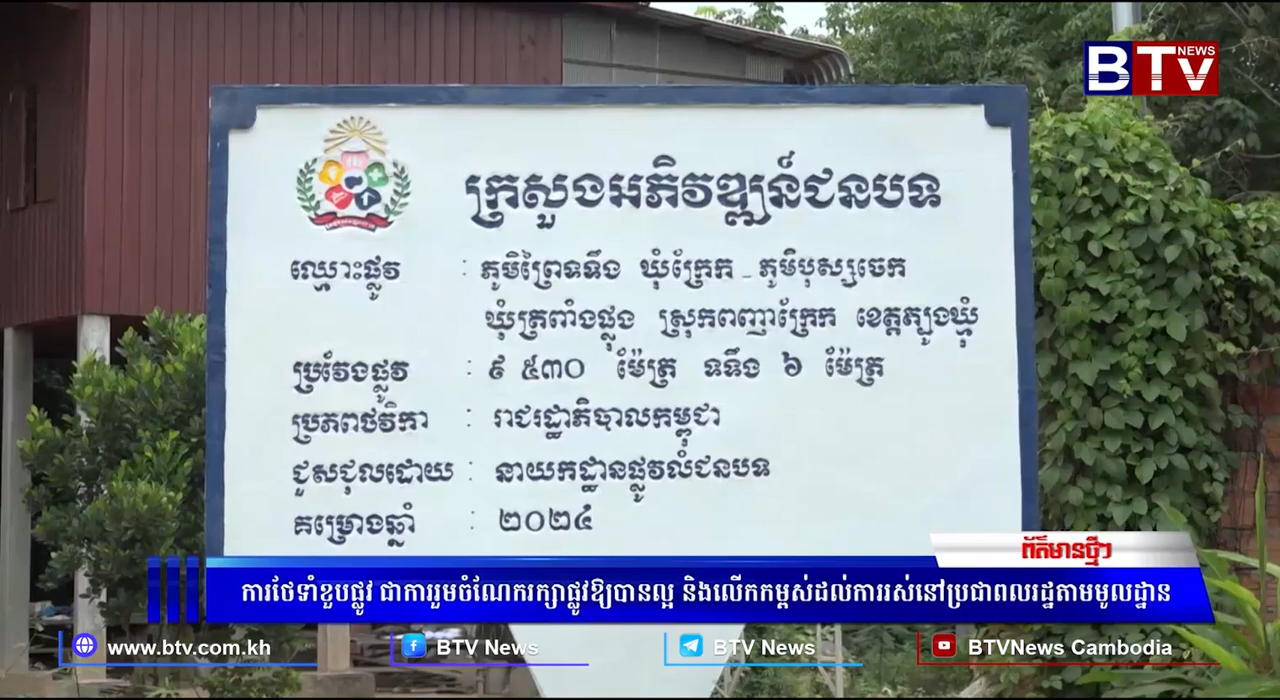 BTV NEWS
ក្រសួងអភិវឌ្ឍន៍ជនបទ
ឈ្មោះផ្លូវ : ភូមិព្រៃទទឹង ឃុំក្រែក - ភូមិបុស្សចេក
ឃុំត្រពាំងផ្លុង ស្រុកពញាក្រែក ខេត្តត្បូងឃ្មុំ
ប្រវែងផ្លូវ : ៩ ៥៣០ ម៉ែត្រ ទទឹង ៦ ម៉ែត្រ
ប្រភពថវិកា : រាជរដ្ឋាភិបាលកម្ពុជា
ជួសជុលដោយ : នាយកដ្ឋានផ្លូវលំជនបទ
គម្រោងឆ្នាំ : ២០២៤
ព័ត៌មានថ្មីៗ
ការថែទាំខួបផ្លូវ ជាការរួមចំណែករក្សាផ្លូវឱ្យបានល្អ និងលើកកម្ពស់ដល់ការរស់នៅប្រជាពលរដ្ឋតាមមូលដ្ឋាន
www.btv.com.kh BTV News BTV News BTVNews Cambodia